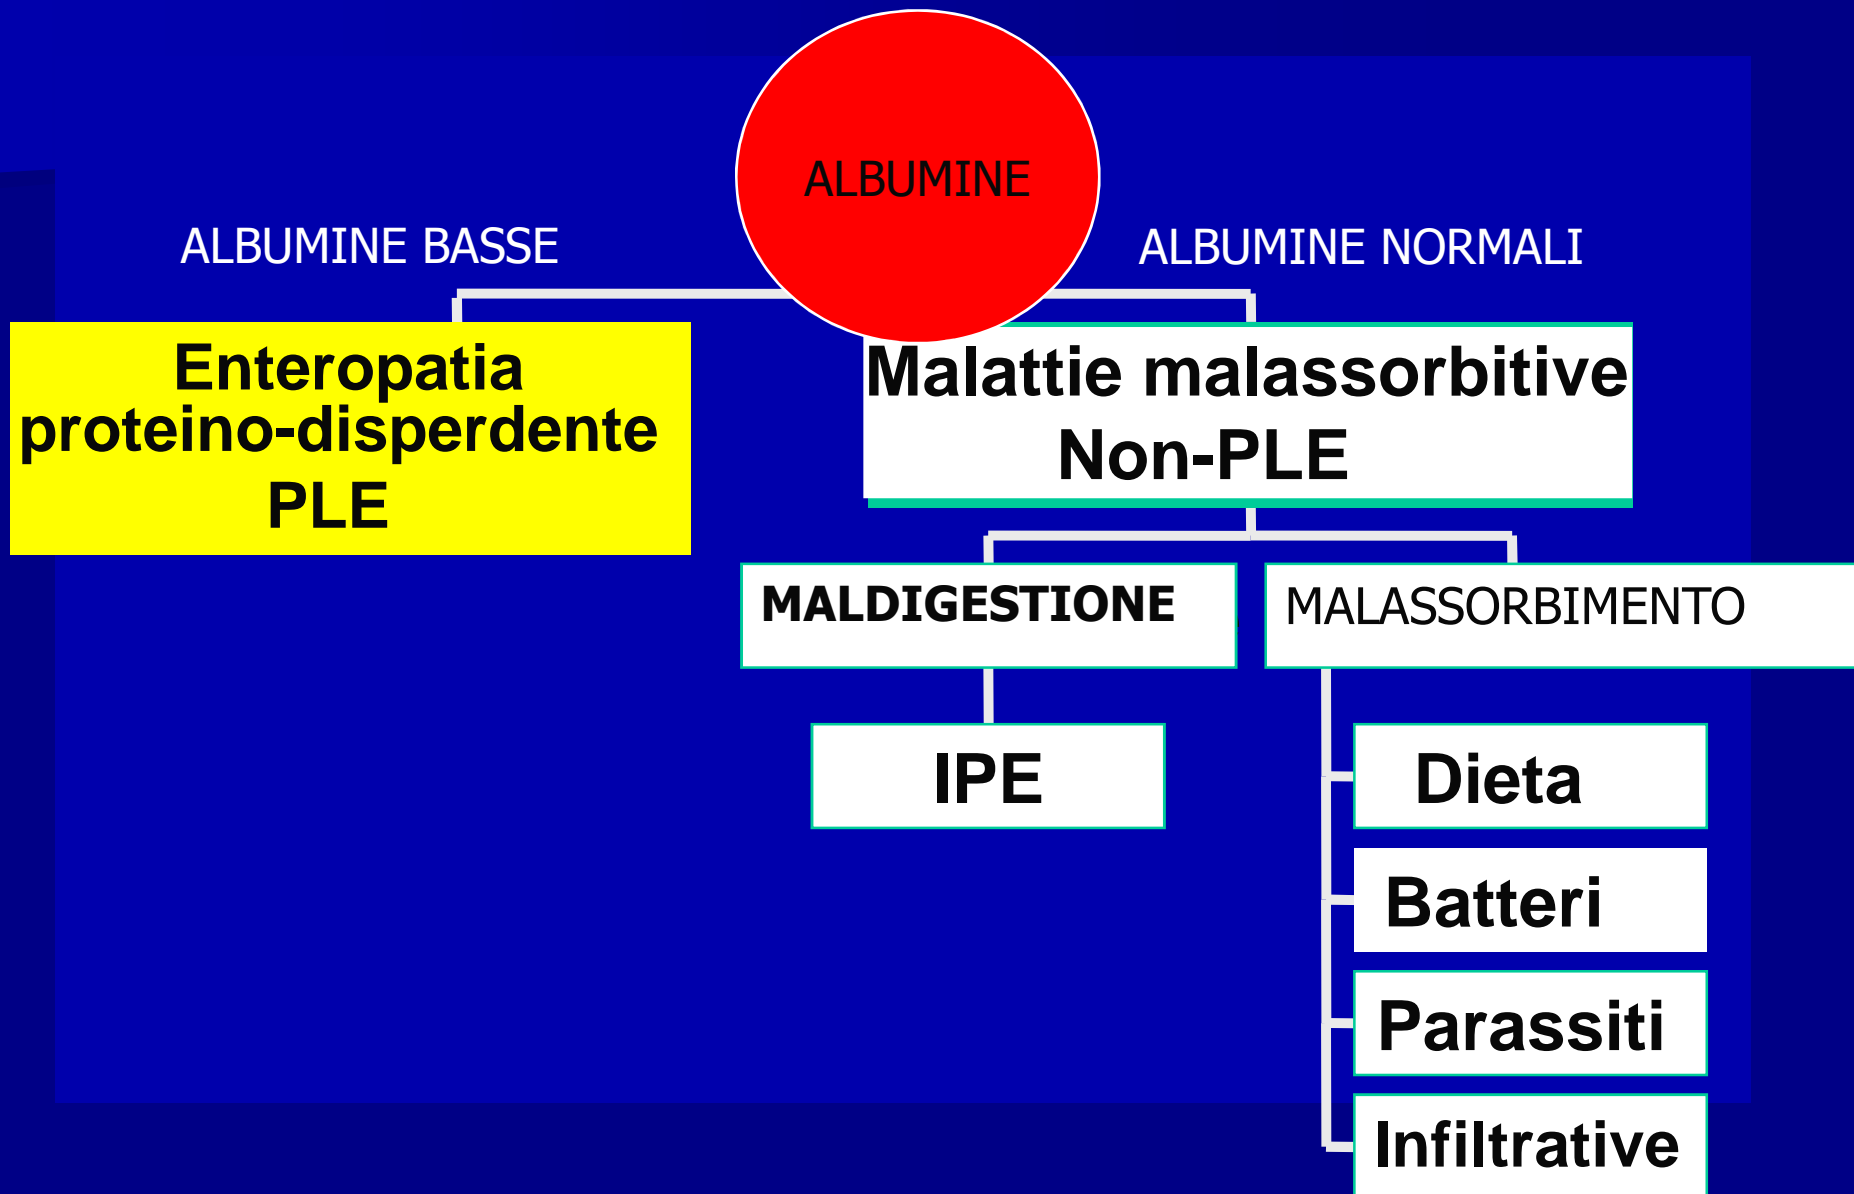 ALBUMINE
ALBUMINE BASSE
ALBUMINE NORMALI
Enteropatia
proteino-disperdente
PLE
Malattie malassorbitive
Non-PLE
MALDIGESTIONE
MALASSORBIMENTO
IPE
Dieta
Batteri
Parassiti
Infiltrative